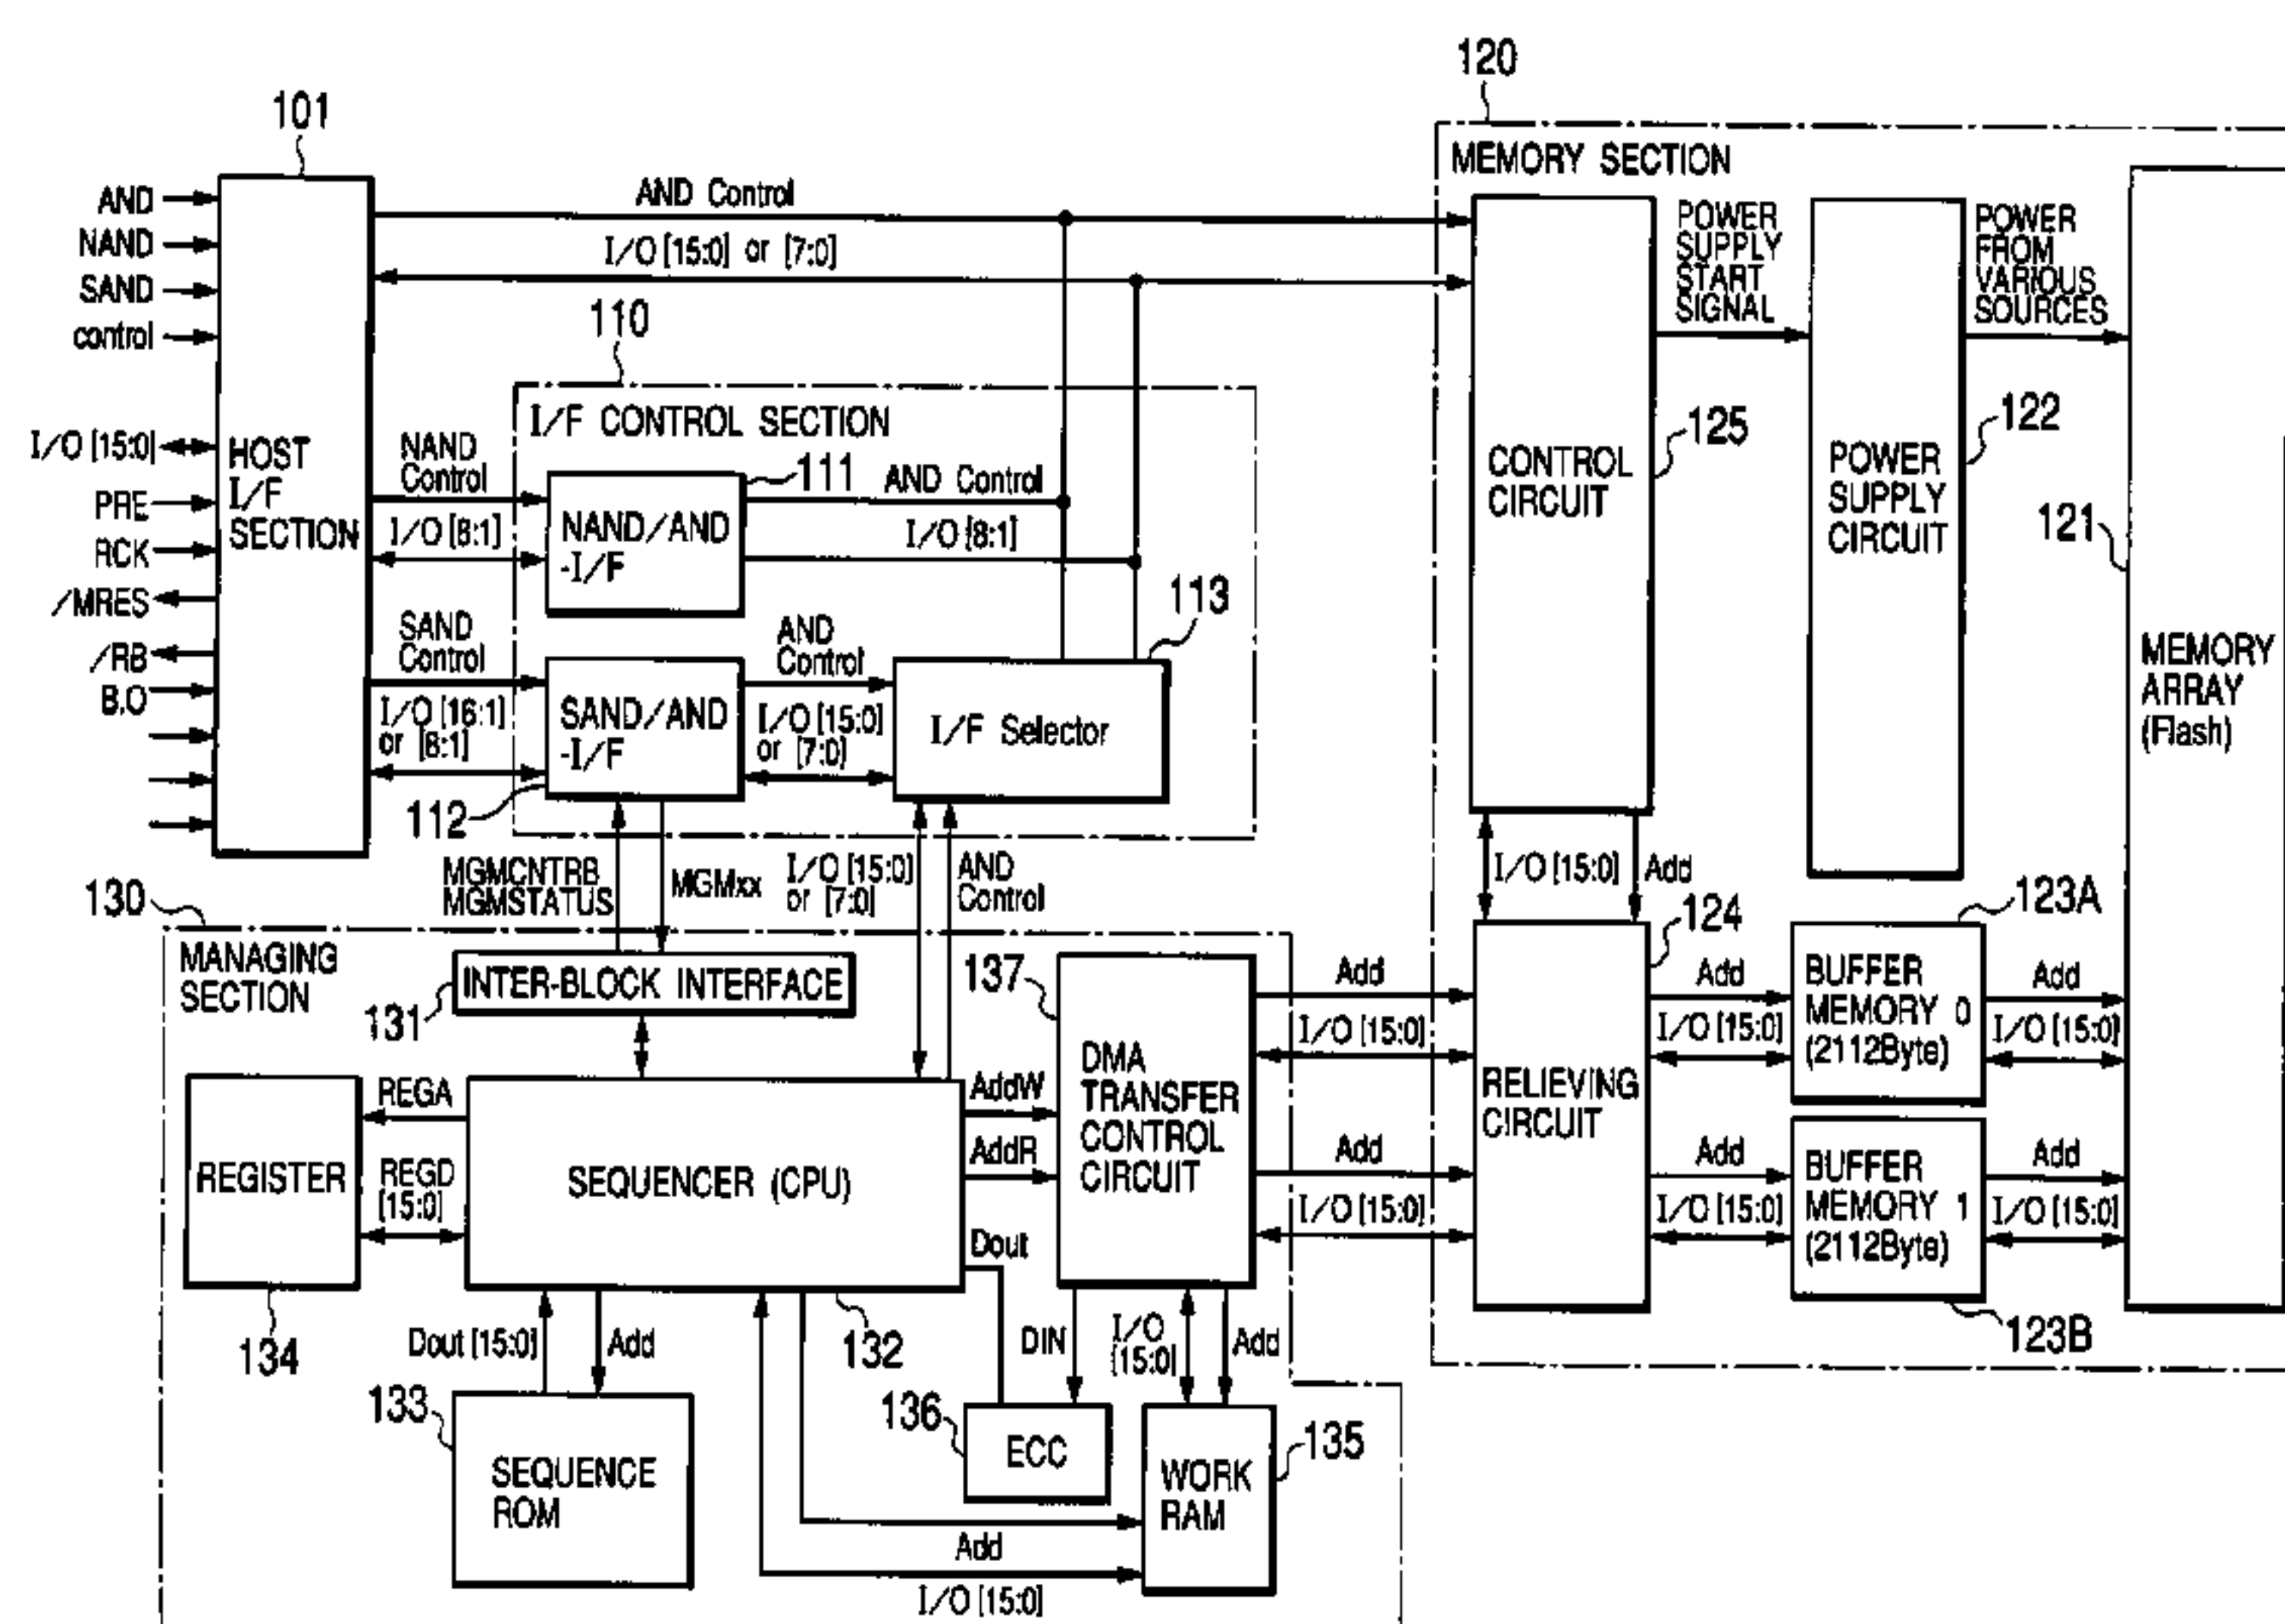 120
101
MEMORY SECTION
AND
NAND
SAND
control
AND Control
I/O [15:0] or [7:0]
POWER
SUPPLY
START
SIGNAL
POWER
FROM
VARIOUS
SOURCES
110
I/F CONTROL SECTION
I/O [15:0]
PRE
RCK
/MRES
/RB
B.O
HOST
I/F
SECTION
NAND
Control
I/O [8:1]
111
NAND/AND
-I/F
AND Control
I/O [8:1]
113
SAND
Control
I/O [16:1]
or [8:1]
112
SAND/AND
-I/F
AND
Control
I/O [15:0]
or [7:0]
I/F Selector
CONTROL
CIRCUIT
125
POWER
SUPPLY
CIRCUIT
122
121
MEMORY
ARRAY
(Flash)
MGMCNTRB
MGMSTATUS
MGMxx
I/O [15:0]
or [7:0]
AND
Control
I/O [15:0]
Add
130
MANAGING
SECTION
INTER-BLOCK INTERFACE
131
137
DMA
TRANSFER
CONTROL
CIRCUIT
124
123A
Add
I/O [15:0]
Add
I/O [15:0]
RELIEVING
CIRCUIT
Add
I/O [15:0]
BUFFER
MEMORY 0
(2112Byte)
Add
I/O [15:0]
Add
I/O [15:0]
BUFFER
MEMORY 1
(2112Byte)
Add
I/O [15:0]
123B
REGISTER
134
REGA
REGD
[15:0]
SEQUENCER (CPU)
AddW
AddR
Dout
132
Dout [15:0]
Add
133
SEQUENCE
ROM
DIN
I/O
[15:0]
Add
136
ECC
135
WORK
RAM
Add
I/O [15:0]